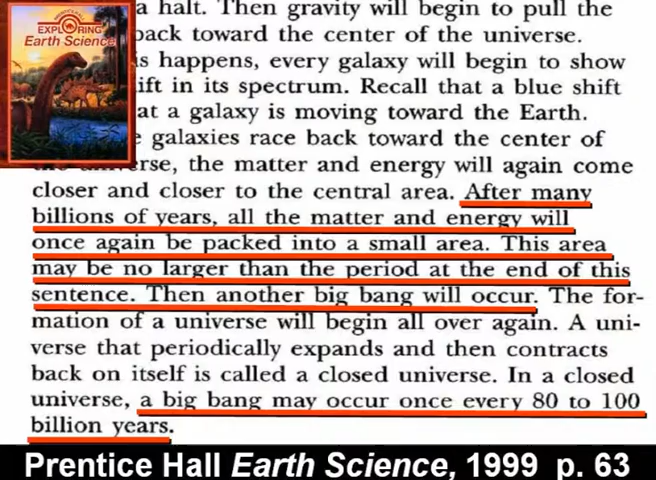 a halt. Then gravity will begin to pull the
back toward the center of the universe.
is happens, every galaxy will begin to show
ift in its spectrum. Recall that a blue shift
at a galaxy is moving toward the Earth.
galaxies race back toward the center of
the universe, the matter and energy will again come
closer and closer to the central area. After many
billions of years, all the matter and energy will
once again be packed into a small area. This area
may be no larger than the period at the end of this
sentence. Then another big bang will occur. The for-
mation of a universe will begin all over again. A uni-
verse that periodically expands and then contracts
back on itself is called a closed universe. In a closed
universe, a big bang may occur once every 80 to 100
billion years.
EXPLORING
Earth Science
Prentice Hall Earth Science, 1999 p. 63